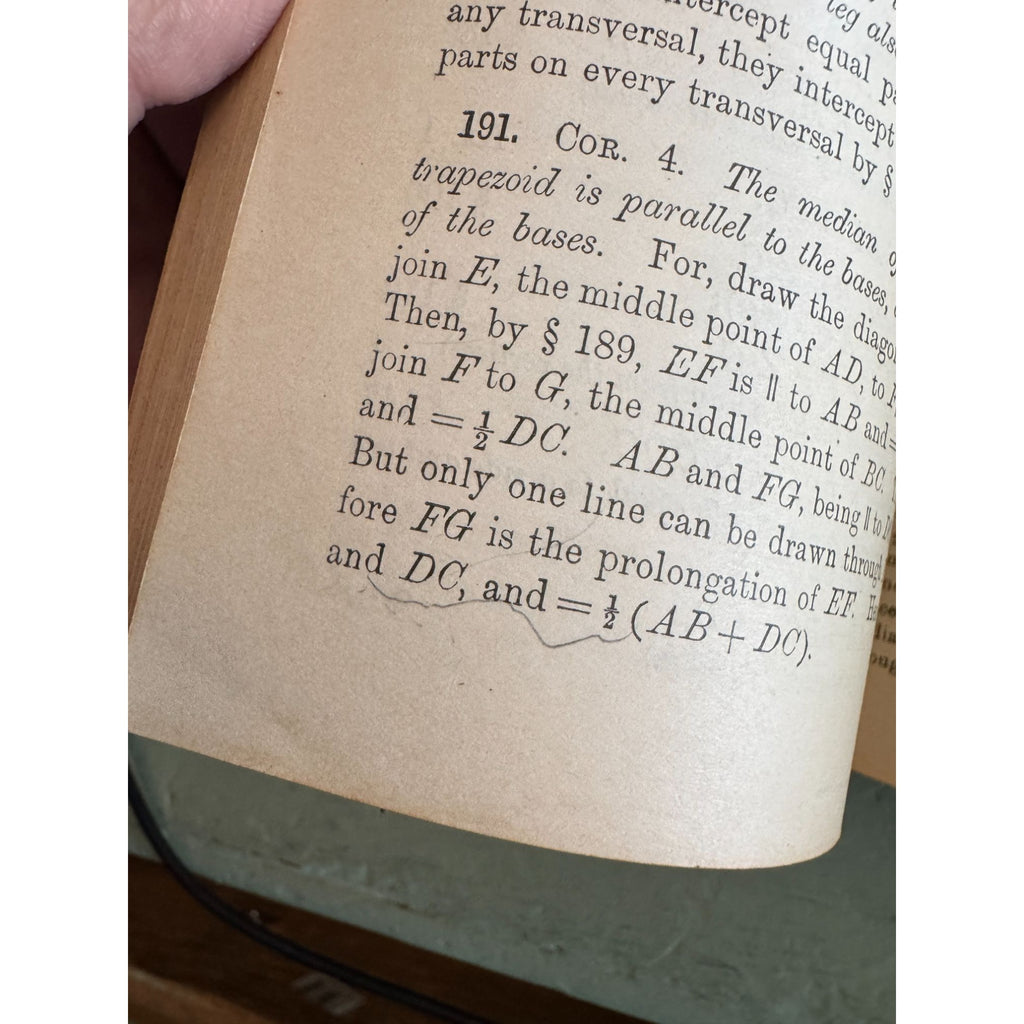 leg als
tercept equal
any transversal, they intercept
parts on every transversal by §
191. COR. 4. The median
trapezoid is parallel to the bases,
of the bases. For, draw the
join E, the middle point of AD, to
Then, by § 189, EF is ∥ to AB and =
join F to G, the middle point of BC.
and = ½ DC. AB and FG, being ∥ to
But only one line can be drawn
fore FG is the prolongation of EF.
and DC, and = ½ (AB + DC).